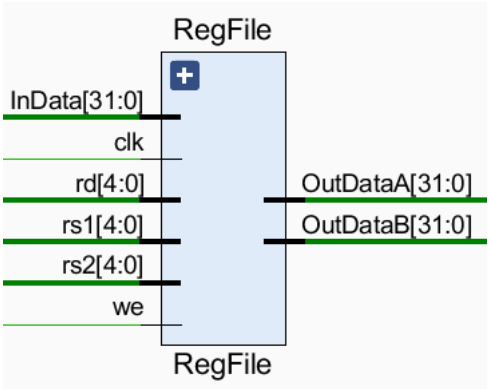 RegFile
InData[31:0]
clk
rd[4:0]
OutDataA[31:0]
rs1[4:0]
OutDataB[31:0]
rs2[4:0]
we
RegFile